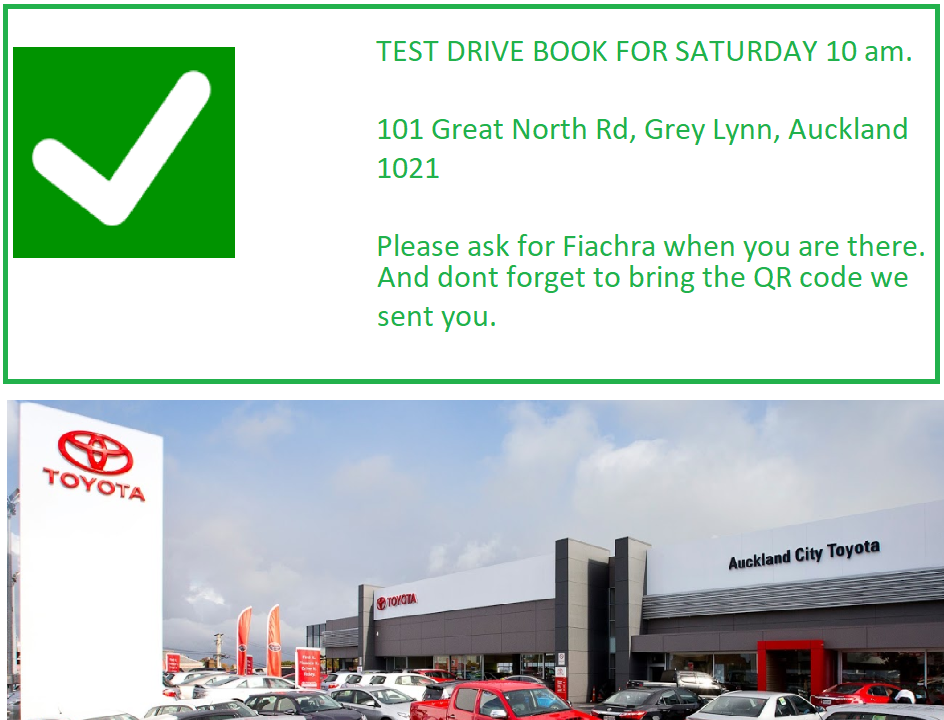 TEST DRIVE BOOK FOR SATURDAY 10 am.
101 Great North Rd, Grey Lynn, Auckland
1021
Please ask for Fiachra when you are there.
And dont forget to bring the QR code we
sent you.
TOYOTA
Auckland City Toyota
TOYOTA